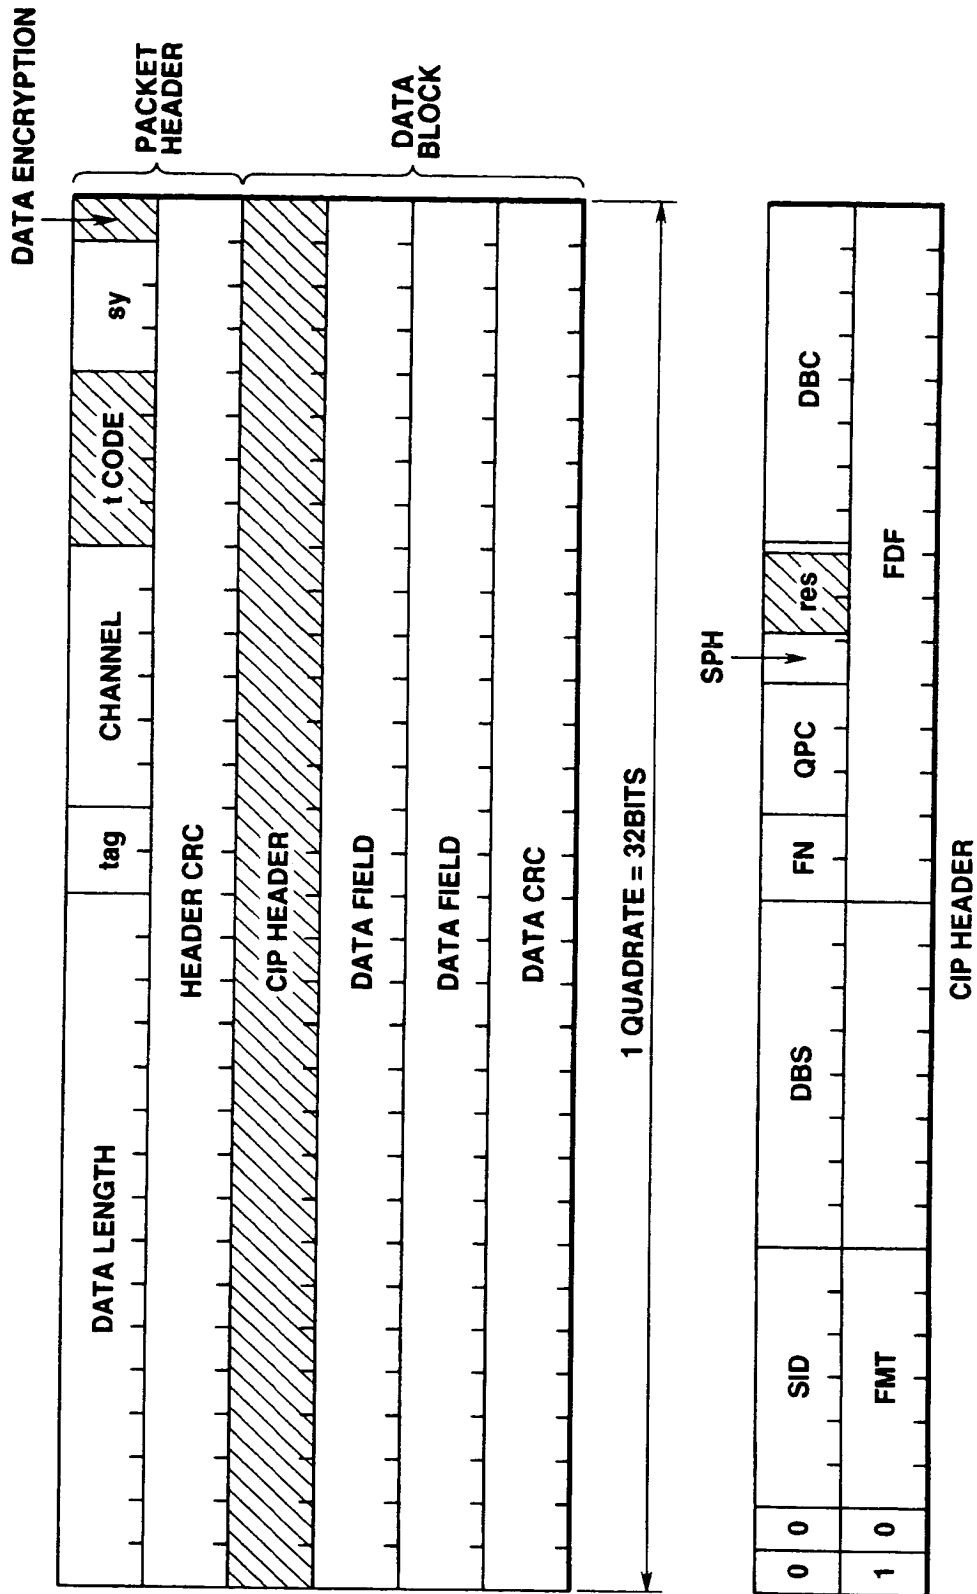 DATA ENCRYPTION
PACKET
HEADER
DATA LENGTH
tag
CHANNEL
t CODE
sy
HEADER CRC
CIP HEADER
DATA FIELD
DATA FIELD
DATA CRC
DATA
BLOCK
1 QUADRATE = 32BITS
SPH
0 0 SID DBS FN QPC res DBC
1 0 FMT FDF
CIP HEADER